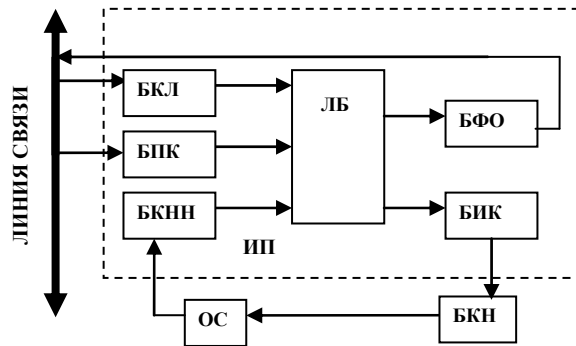 ЛИНИЯ СВЯЗИ
БКЛ
ЛБ
БФО
БПК
БКНН
БИК
ИП
ОС
БКН